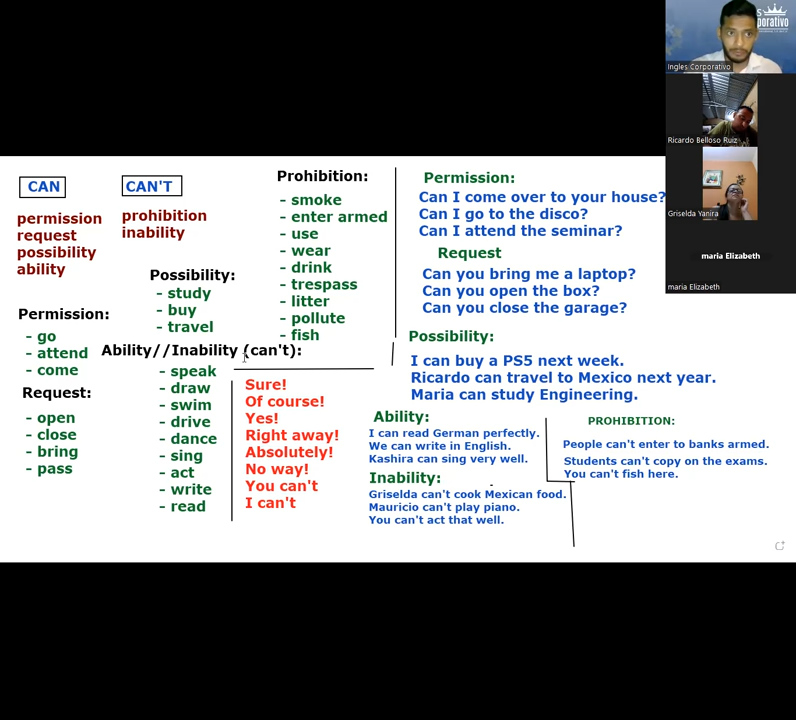 CAN
CAN'T
permission
request
possibility
ability
prohibition
inability
Permission:
- go
- attend
- come
Request:
- open
- close
- bring
- pass
Possibility:
- study
- buy
- travel
Ability//Inability (can't):
- speak
- draw
- swim
- drive
- dance
- sing
- act
- write
- read
Prohibition:
- smoke
- enter armed
- use
- wear
- drink
- trespass
- litter
- pollute
- fish
Sure!
Of course!
Yes!
Right away!
Absolutely!
No way!
You can't
I can't
Permission:
Can I come over to your house?
Can I go to the disco?
Can I attend the seminar?
Request
Can you bring me a laptop?
Can you open the box?
Can you close the garage?
Possibility:
I can buy a PS5 next week.
Ricardo can travel to Mexico next year.
Maria can study Engineering.
Ability:
I can read German perfectly.
We can write in English.
Kashira can sing very well.
Inability:
Griselda can't cook Mexican food.
Mauricio can't play piano.
You can't act that well.
PROHIBITION:
People can't enter to banks armed.
Students can't copy on the exams.
You can't fish here.
Ingles Corporativo
Ricardo Belloso Ruiz
Griselda Yanira
maria Elizabeth
maria Elizabeth